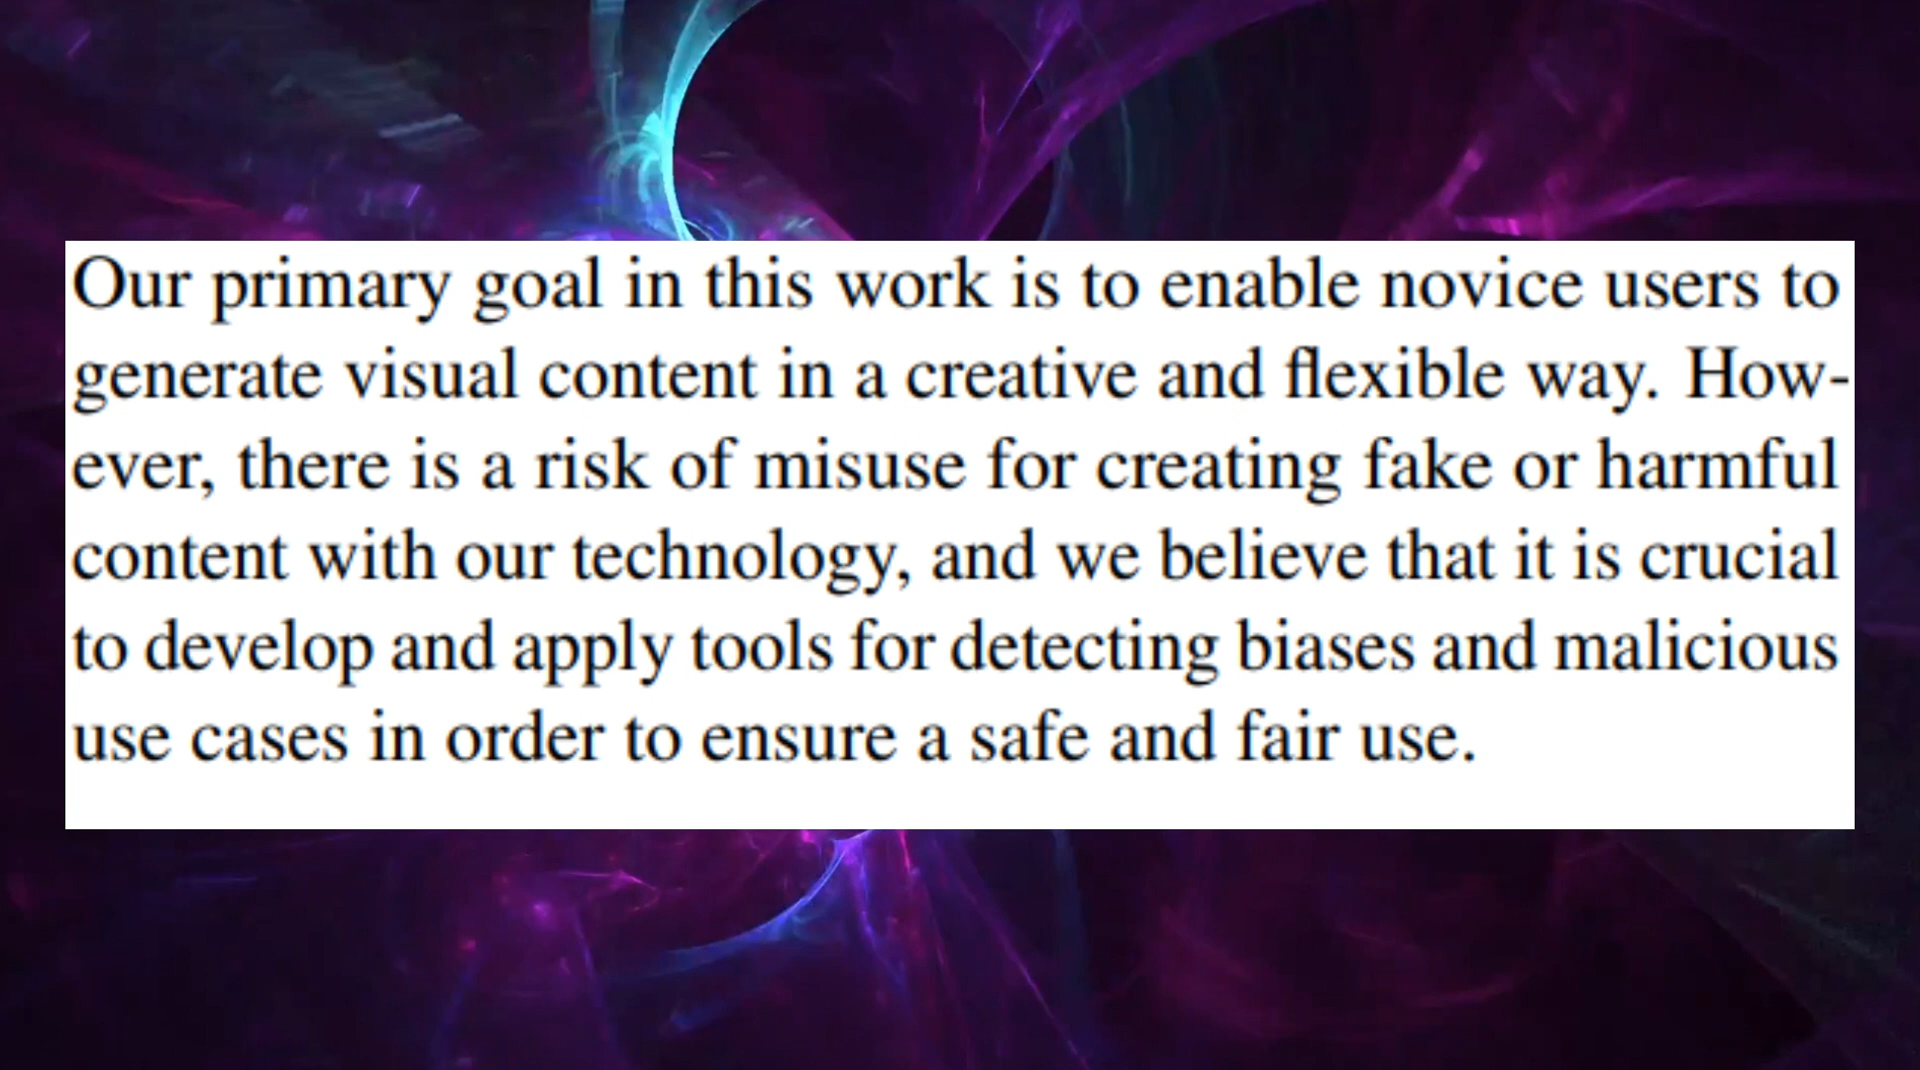 Our primary goal in this work is to enable novice users to
generate visual content in a creative and flexible way. How-
ever, there is a risk of misuse for creating fake or harmful
content with our technology, and we believe that it is crucial
to develop and apply tools for detecting biases and malicious
use cases in order to ensure a safe and fair use.